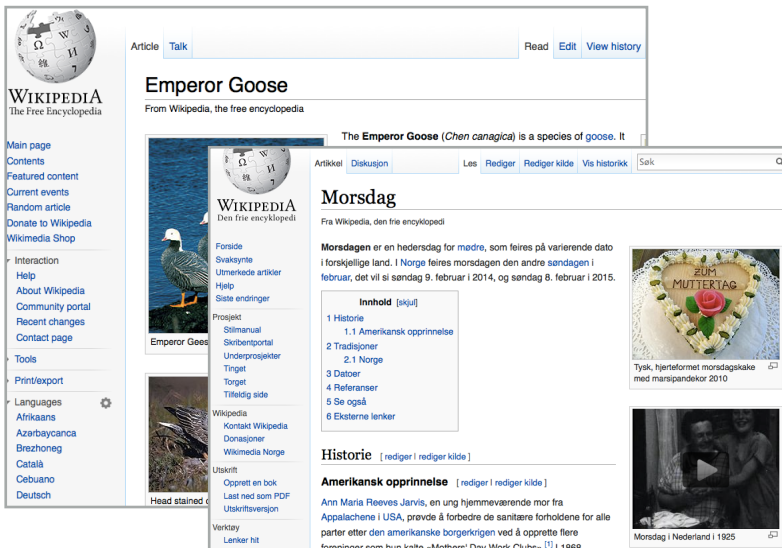 WIKIPEDIA
The Free Encyclopedia
Main page
Contents
Featured content
Current events
Random article
Donate to Wikipedia
Wikimedia Shop
Interaction
Help
About Wikipedia
Community portal
Recent changes
Contact page
Tools
Print/export
Languages
Afrikaans
Azərbaycanca
Brezhoneg
Català
Cebuano
Deutsch
Article Talk Read Edit View history
Emperor Goose
From Wikipedia, the free encyclopedia
The Emperor Goose (Chen canagica) is a species of goose. It
Emperor Gees
Head stained
WIKIPEDIA
Den frie encyklopedi
Forside
Svaksynte
Utmerkede artikler
Hjelp
Siste endringer
Prosjekt
Stilmanual
Skribentportal
Underprosjekter
Tinget
Torget
Tilfeldig side
Wikipedia
Kontakt Wikipedia
Donasjoner
Wikimedia Norge
Utskrift
Opprett en bok
Last ned som PDF
Utskriftsversjon
Verktøy
Lenker hit
Artikkel Diskusjon Les Rediger Rediger kilde Vis historikk Søk
Morsdag
Fra Wikipedia, den frie encyklopedi
Morsdagen er en hedersdag for mødre, som feires på varierende dato
i forskjellige land. I Norge feires morsdagen den andre søndagen i
februar, det vil si søndag 9. februar i 2014, og søndag 8. februar i 2015.
Innhold [skjul]
1 Historie
1.1 Amerikansk opprinnelse
2 Tradisjoner
2.1 Norge
3 Datoer
4 Referanser
5 Se også
6 Eksterne lenker
Historie [ rediger | rediger kilde ]
Amerikansk opprinnelse [ rediger | rediger kilde ]
Ann Maria Reeves Jarvis, en ung hjemmeværende mor fra
Appalachene i USA, prøvde å forbedre de sanitære forholdene for alle
parter etter den amerikanske borgerkrigen ved å opprette flere
foreninger som hun kalte «Mothers' Day Work Clubs». [1] I 1868
ZUM
MUTTERTAG
Tysk, hjerteformet morsdagskake
med marsipandekor 2010
Morsdag i Nederland i 1925